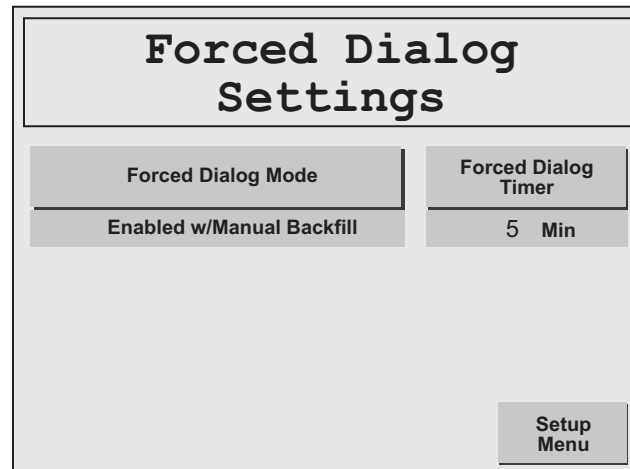 Forced Dialog
Settings
Forced Dialog Mode
Forced Dialog
Timer
Enabled w/Manual Backfill
5 Min
Setup
Menu